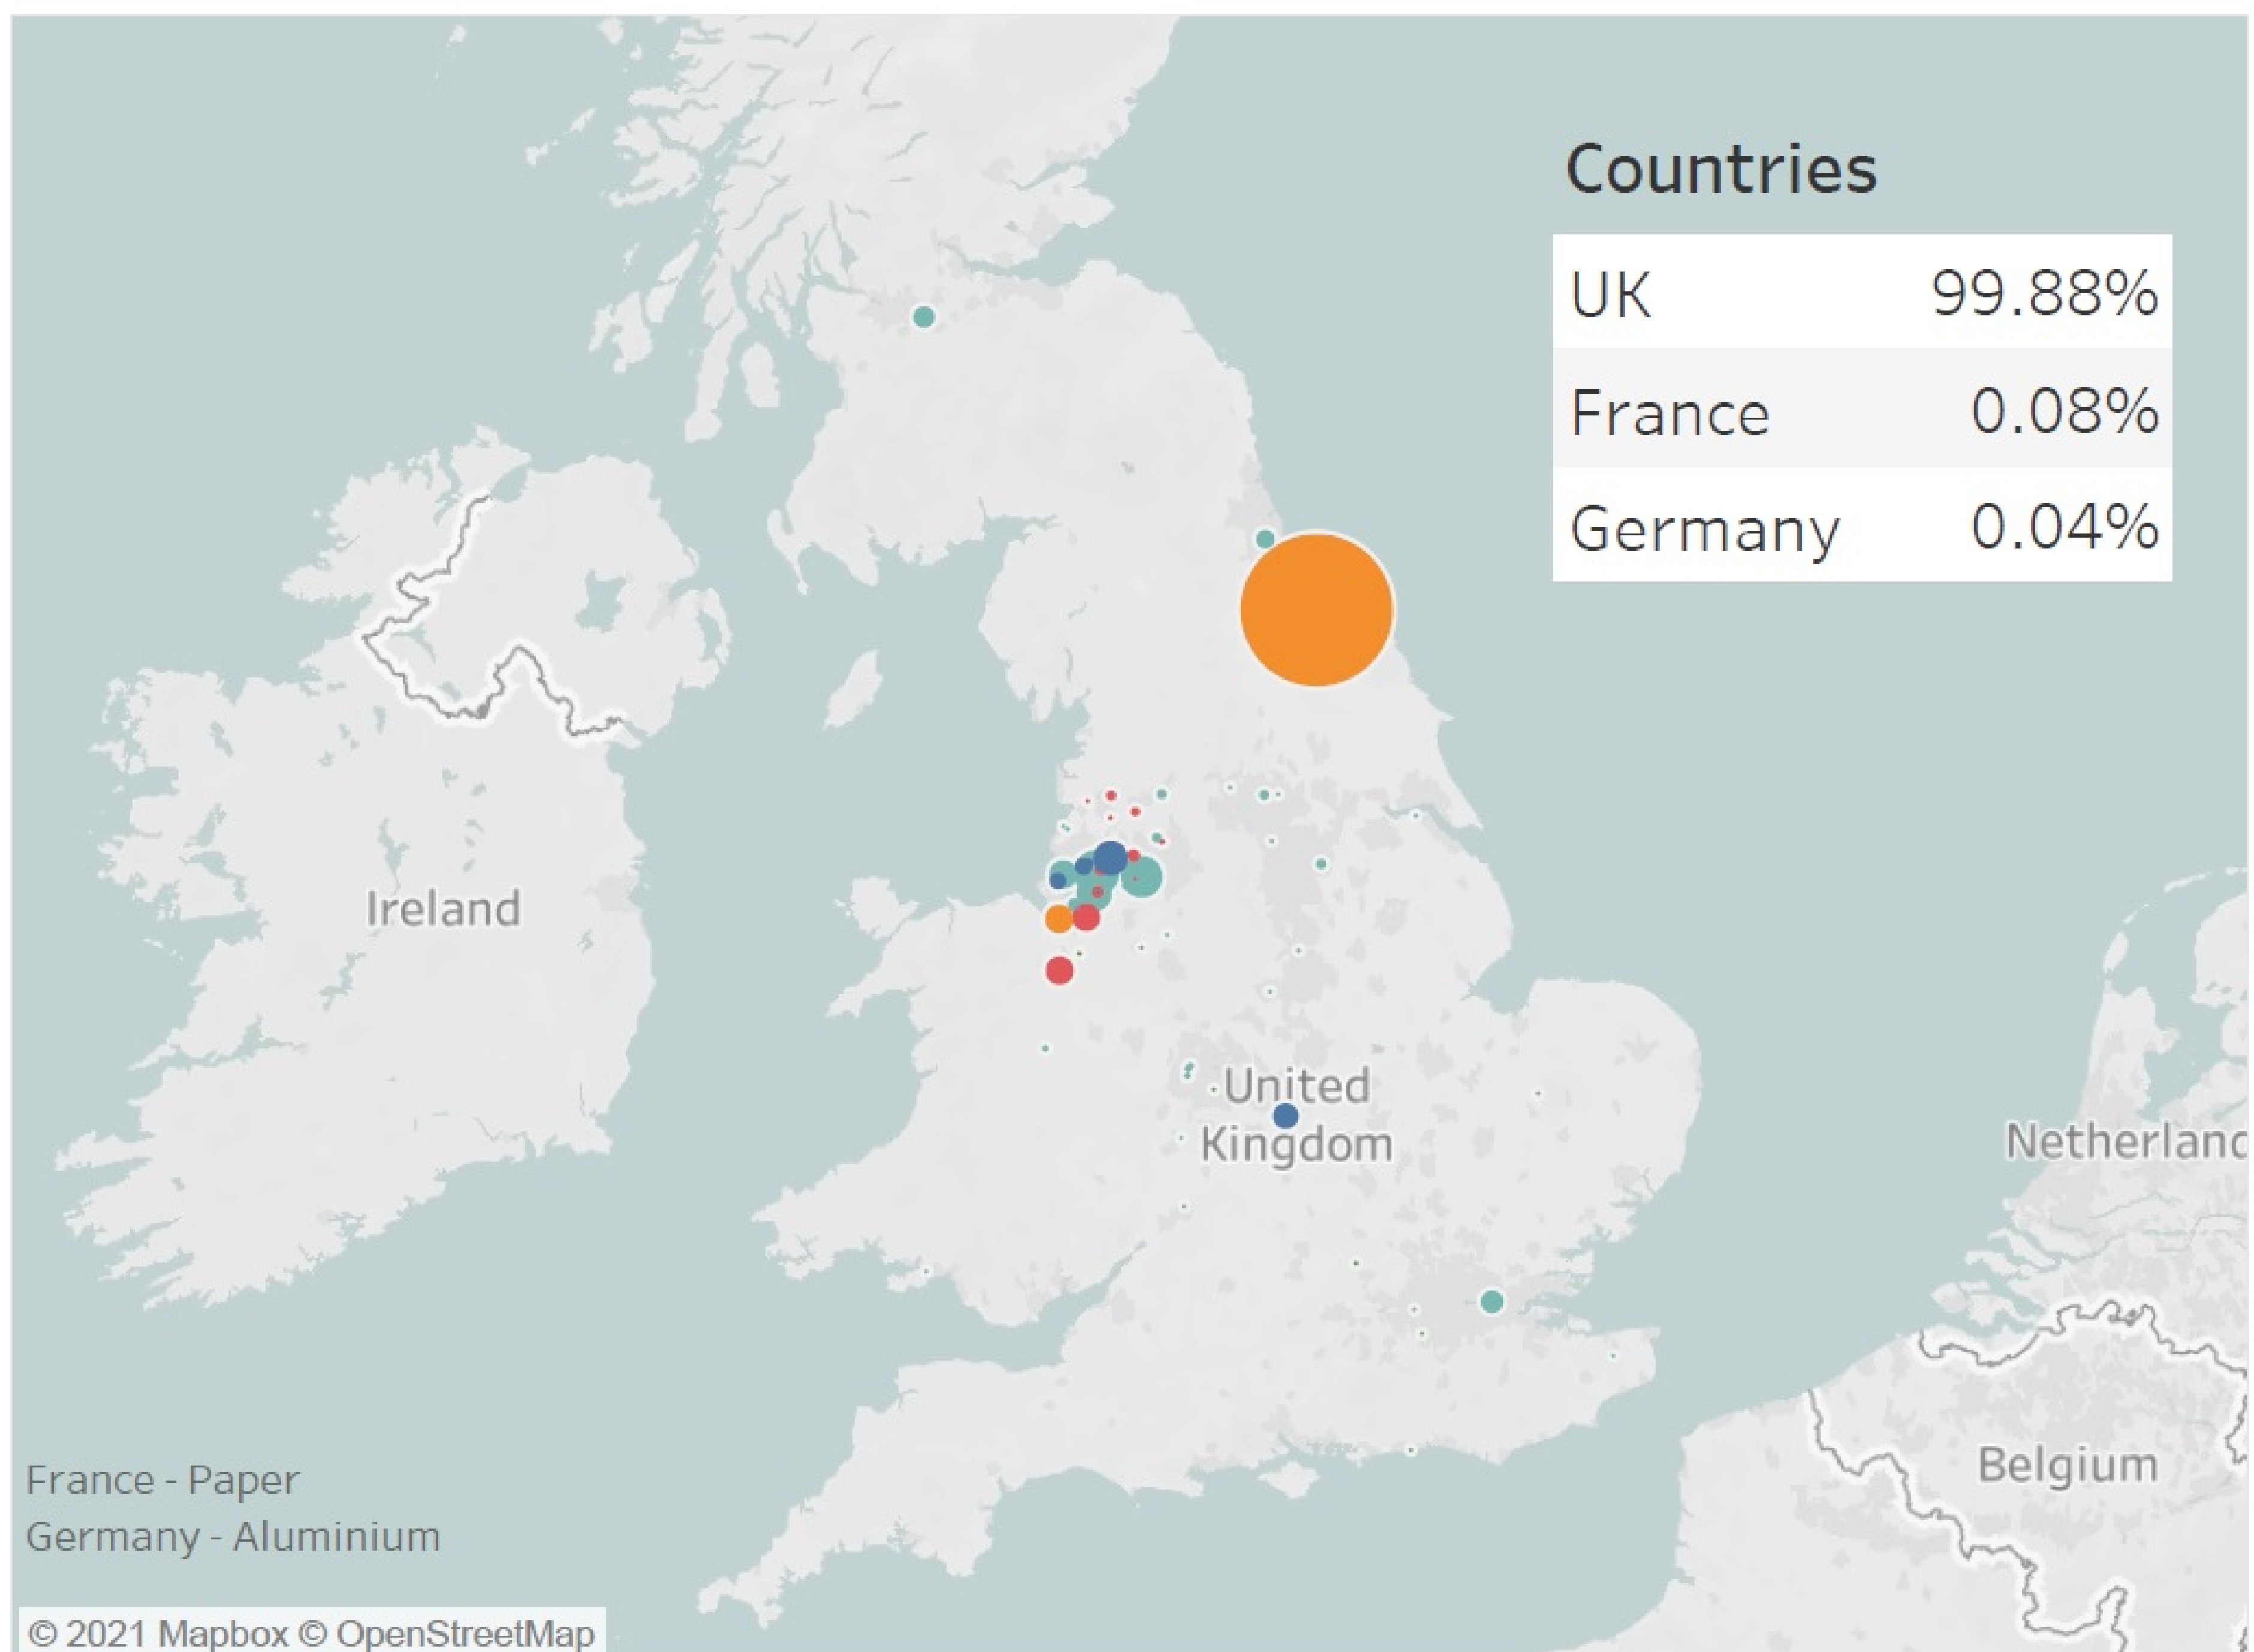 Countries
UK 99.88%
France 0.08%
Germany 0.04%
Ireland
United
Kingdom
Netherland
Belgium
France - Paper
Germany - Aluminium
© 2021 Mapbox © OpenStreetMap